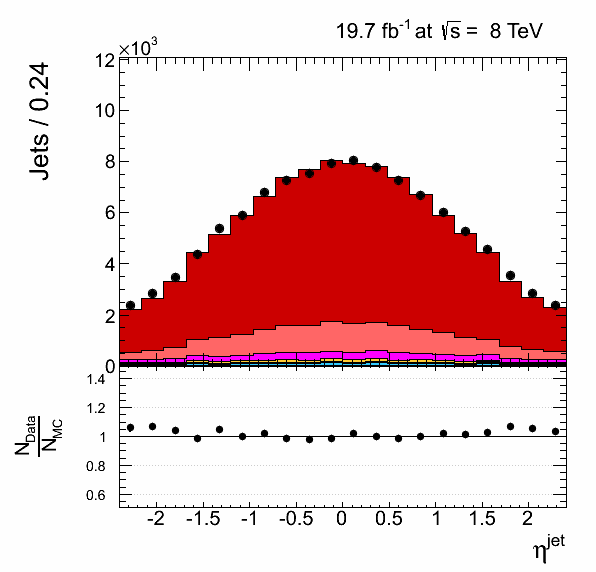 19.7 fb⁻¹ at √s = 8 TeV
×10³
Jets / 0.24
12
10
8
6
4
2
0
N_Data/N_MC
1.4
1.2
1
0.8
0.6
-2 -1.5 -1 -0.5 0 0.5 1 1.5 2
η^jet